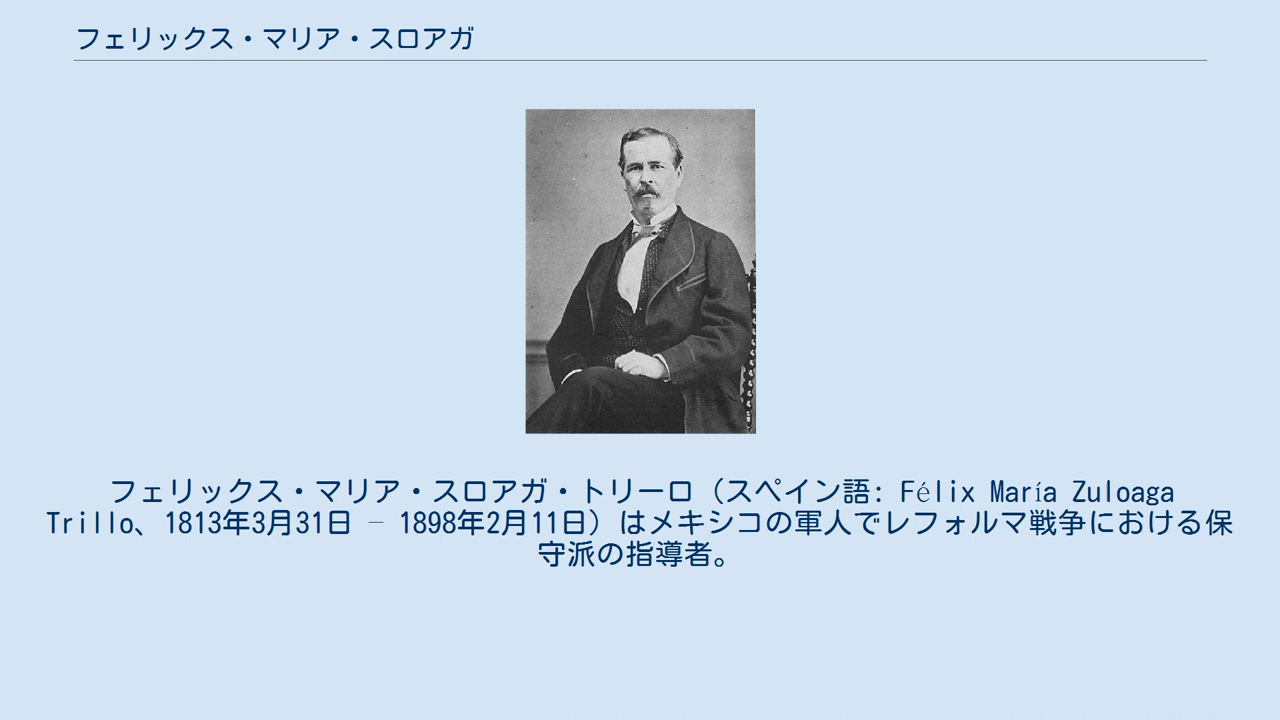 フェリックス・マリア・スロアガ
フェリックス・マリア・スロアガ・トリーロ（スペイン語: Félix María Zuloaga
Trillo、1813年3月31日 – 1898年2月11日）はメキシコの軍人でレフォルマ戦争における保
守派の指導者。